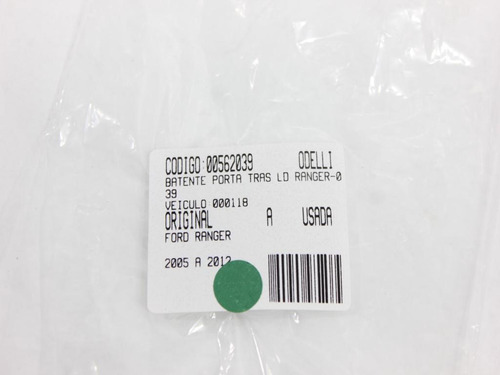 CODIGO:00562039 ODELLI
BATENTE PORTA TRAS LD RANGER-0
39
VEICULO 000118
ORIGINAL A USADA
FORD RANGER
2005 A 2012